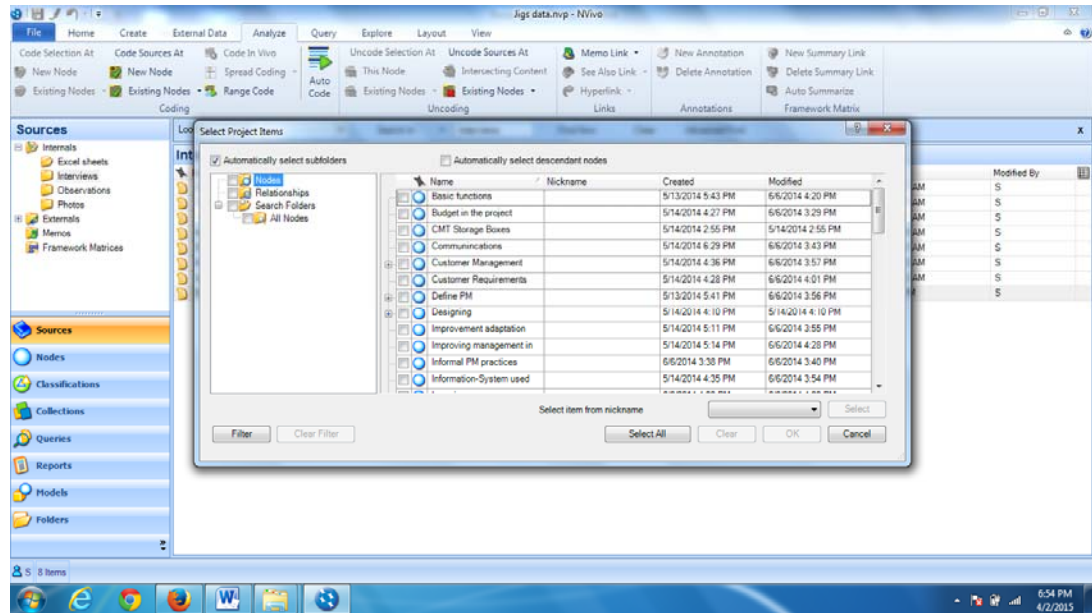 Jigs data.nvp - NVivo
File Home Create External Data Analyze Query Explore Layout View
Code Selection At Code Sources At Code In Vivo Uncode Selection At Uncode Sources At Memo Link New Annotation New Summary Link
New Node New Node Spread Coding Auto Code This Node Intersecting Content See Also Link Delete Annotation Delete Summary Link
Existing Nodes Existing Nodes Range Code Existing Nodes Existing Nodes Hyperlink Auto Summarize
Coding Uncoding Links Annotations Framework Matrix
Sources
Internals
Excel sheets
Interviews
Observations
Photos
Externals
Memos
Framework Matrices
Sources
Nodes
Classifications
Collections
Queries
Reports
Models
Folders
Loo
Int
Select Project Items
Automatically select subfolders Automatically select descendant nodes
Nodes
Relationships
Search Folders
All Nodes
Name Nickname Created Modified
Basic functions 5/13/2014 5:43 PM 6/6/2014 4:20 PM
Budget in the project 5/14/2014 4:27 PM 6/6/2014 3:29 PM
CMT Storage Boxes 5/14/2014 2:55 PM 5/14/2014 2:55 PM
Communincations 5/14/2014 6:29 PM 6/6/2014 3:43 PM
Customer Management 5/14/2014 4:36 PM 6/6/2014 3:57 PM
Customer Requirements 5/14/2014 4:28 PM 6/6/2014 4:01 PM
Define PM 5/13/2014 5:41 PM 6/6/2014 3:56 PM
Designing 5/14/2014 4:10 PM 5/14/2014 4:10 PM
Improvement adaptation 5/14/2014 5:11 PM 6/6/2014 3:55 PM
Improving management in 5/14/2014 5:14 PM 6/6/2014 4:28 PM
Informal PM practices 6/6/2014 3:38 PM 6/6/2014 3:40 PM
Information-System used 5/14/2014 4:35 PM 6/6/2014 3:54 PM
Select item from nickname Select
Filter Clear Filter Select All Clear OK Cancel
Modified By
AM S
AM S
AM S
AM S
AM S
AM S
S
S 8 Items
6:54 PM
4/2/2015